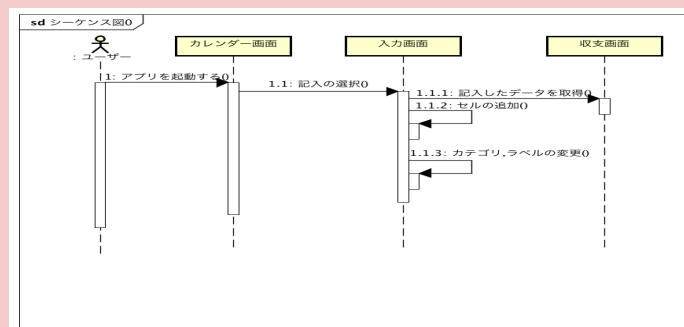 sd シーケンス図0
: ユーザー
カレンダー画面
入力画面
収支画面
1: アプリを起動する()
1.1: 記入の選択()
1.1.1: 記入したデータを取得()
1.1.2: セルの追加()
1.1.3: カテゴリ,ラベルの変更()